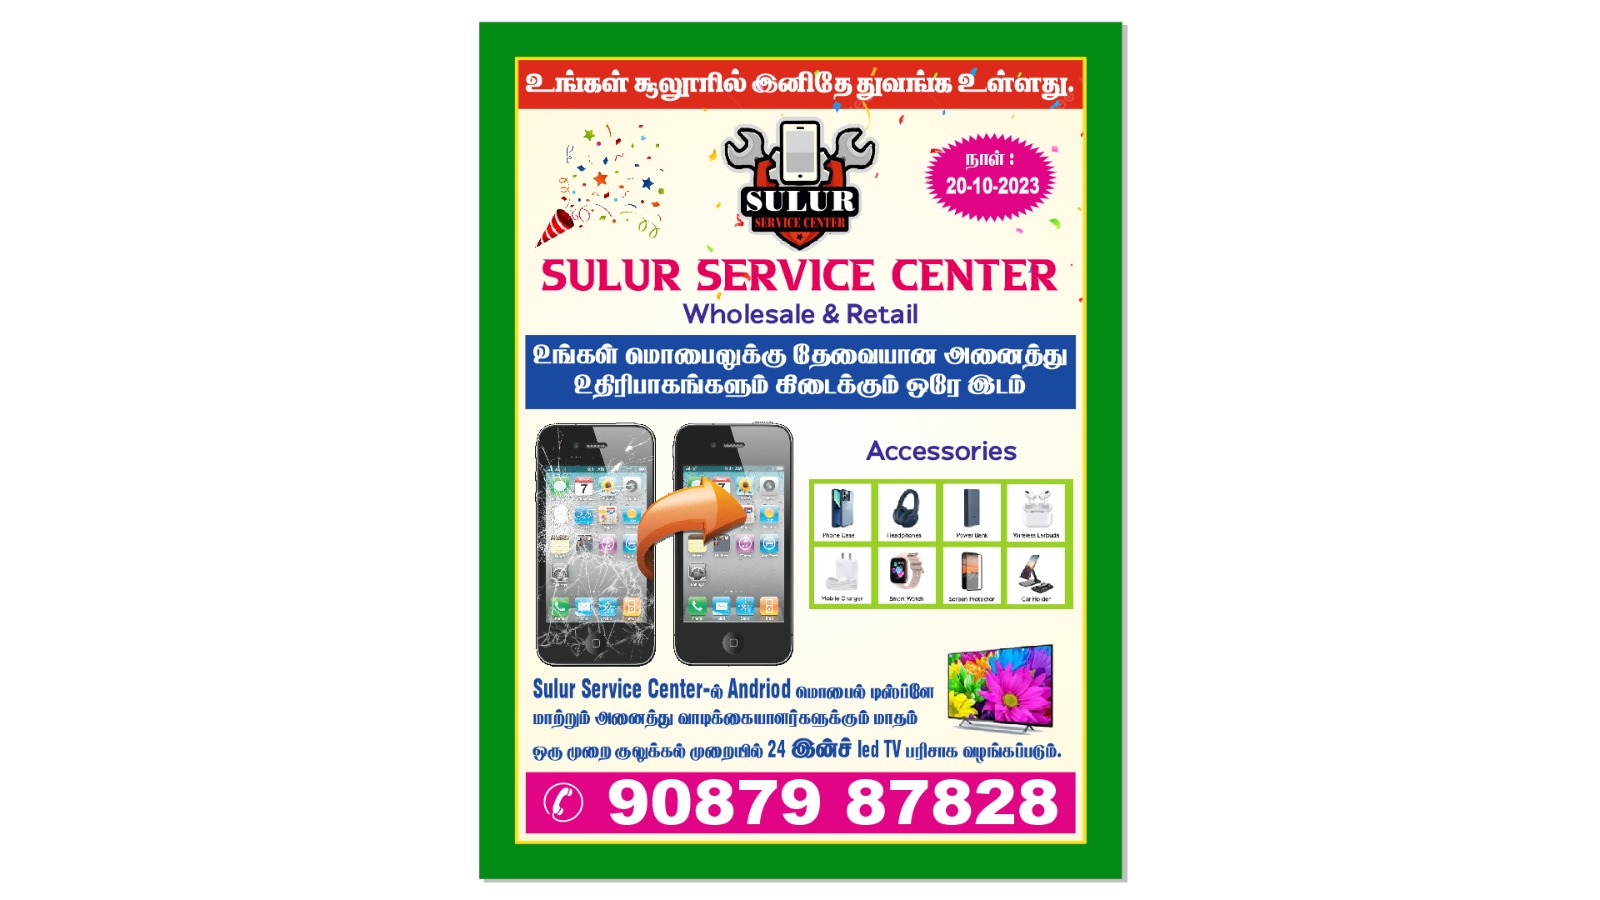 உங்கள் சூலூரில் இனிதே துவங்க உள்ளது.
நாள் :
20-10-2023
SULUR
SERVICE CENTER
SULUR SERVICE CENTER
Wholesale & Retail
உங்கள் மொபைலுக்கு தேவையான அனைத்து
உதிரிபாகங்களும் கிடைக்கும் ஒரே இடம்
Accessories
Phone Case
Headphones
Power Bank
Wireless Earbuds
Mobile Charger
Smart Watch
Screen Protector
Car Holder
Sulur Service Center-ல் Andriod மொபைல் டிஸ்ப்ளே
மாற்றும் அனைத்து வாடிக்கையாளர்களுக்கும் மாதம்
ஒரு முறை குலுக்கல் முறையில் 24 இன்ச் led TV பரிசாக வழங்கப்படும்.
90879 87828